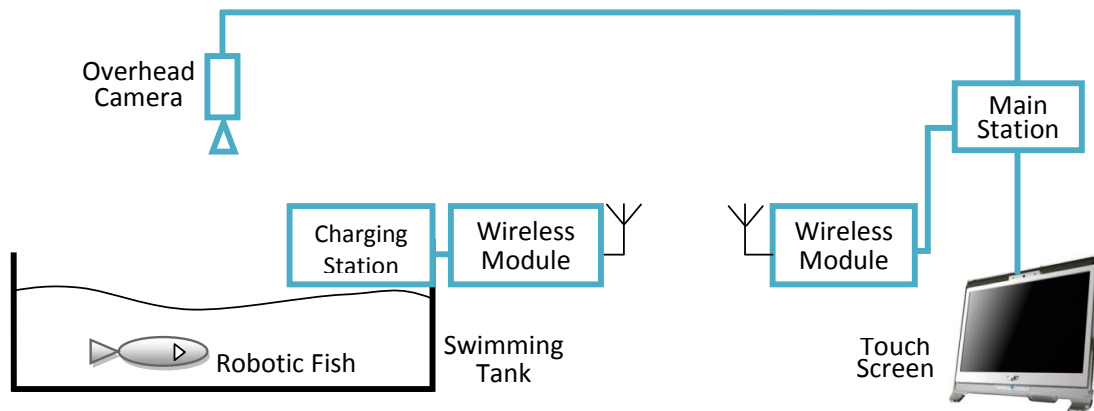 Overhead
Camera
Main
Station
Charging
Station
Wireless
Module
Wireless
Module
Robotic Fish
Swimming
Tank
Touch
Screen